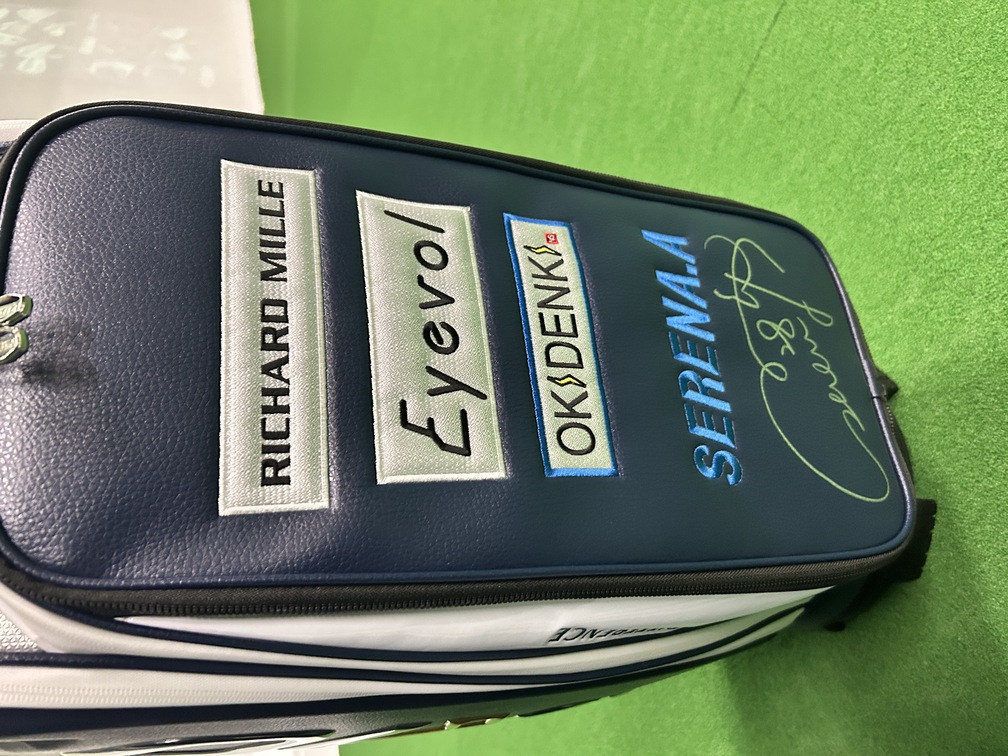 RICHARD MILLE
Eyevol
OKIDENKI
SERENA.A